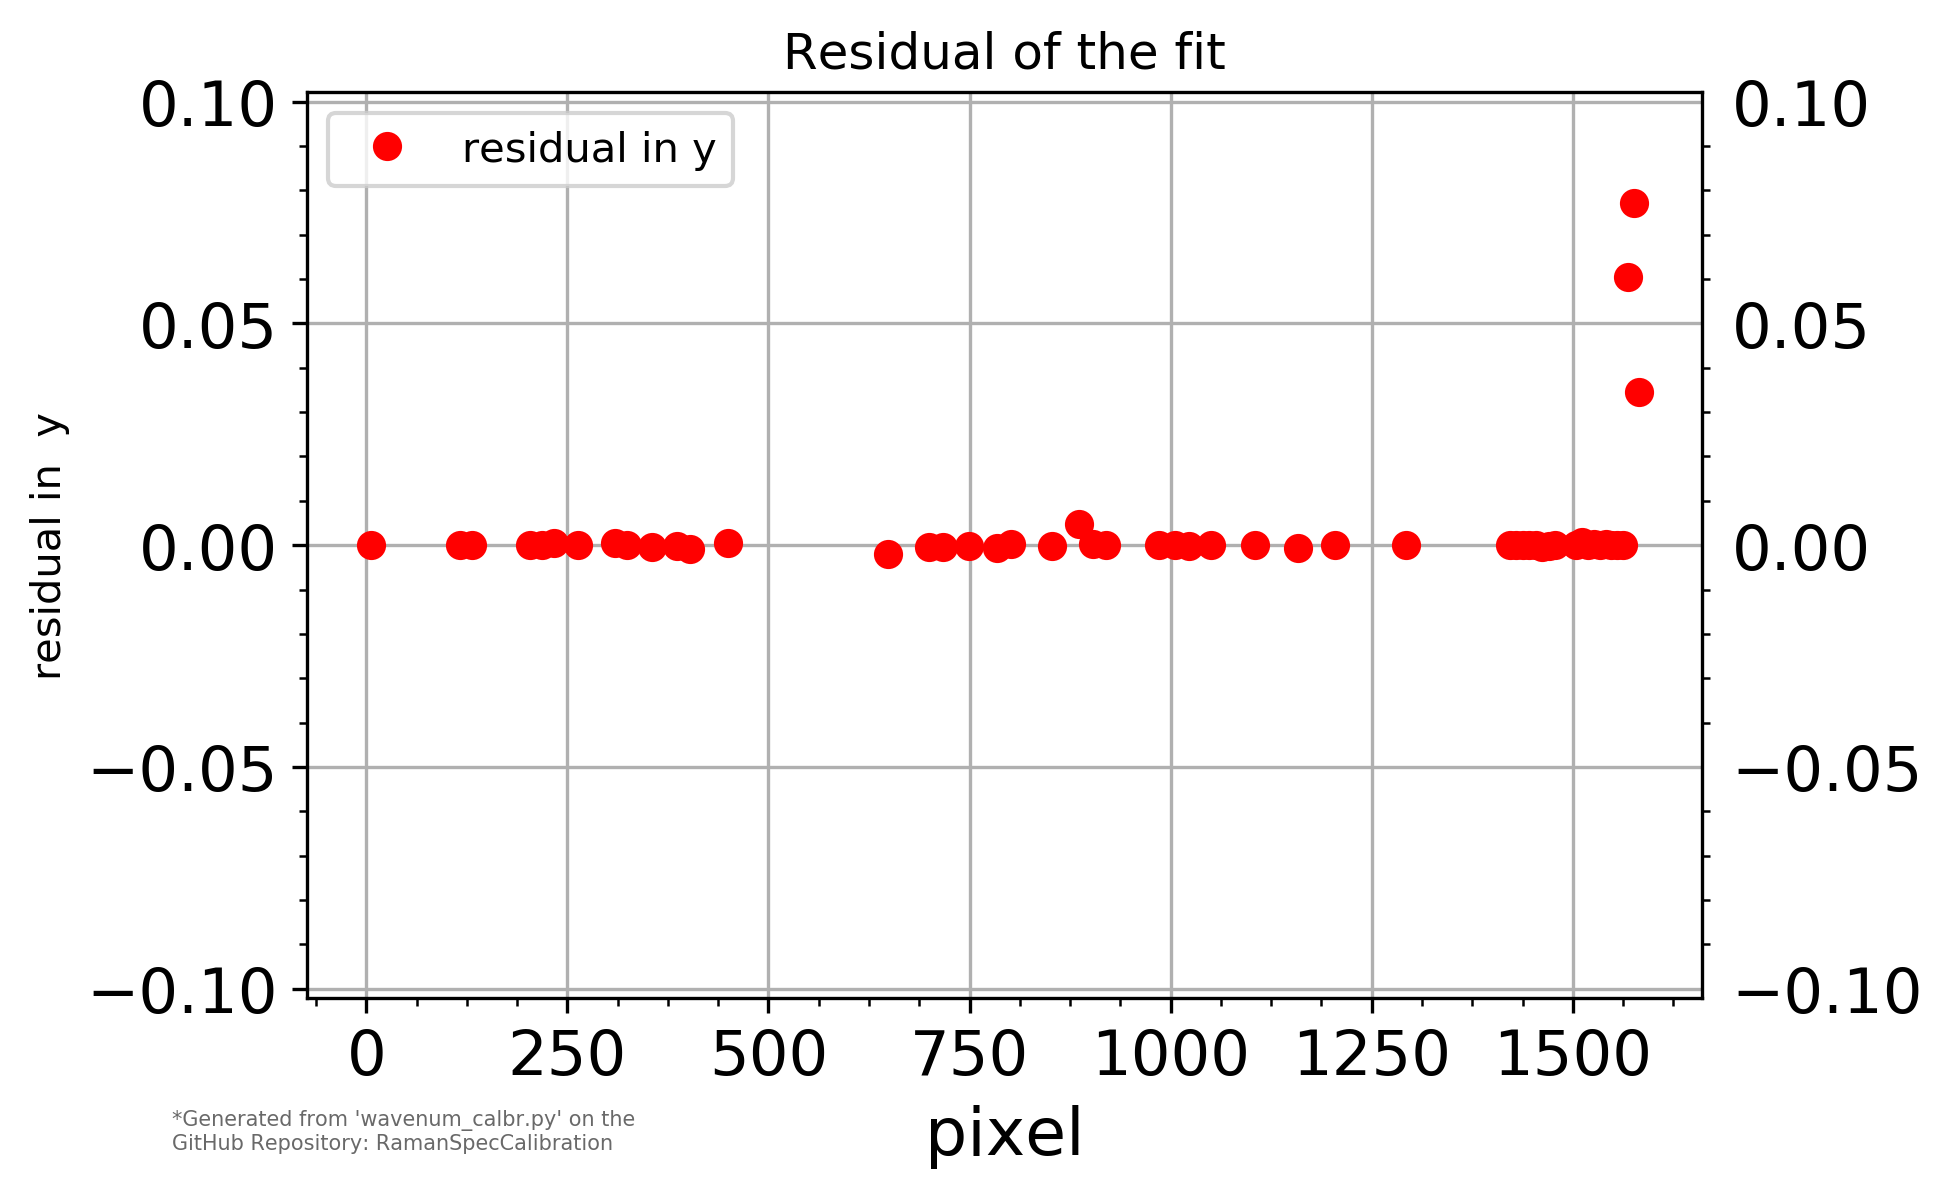 Residual of the fit
0.10 0.10
residual in y
0.05 0.05
0.00 0.00
residual in y
−0.05 −0.05
−0.10 −0.10
0 250 500 750 1000 1250 1500
pixel
*Generated from 'wavenum_calbr.py' on the
GitHub Repository: RamanSpecCalibration